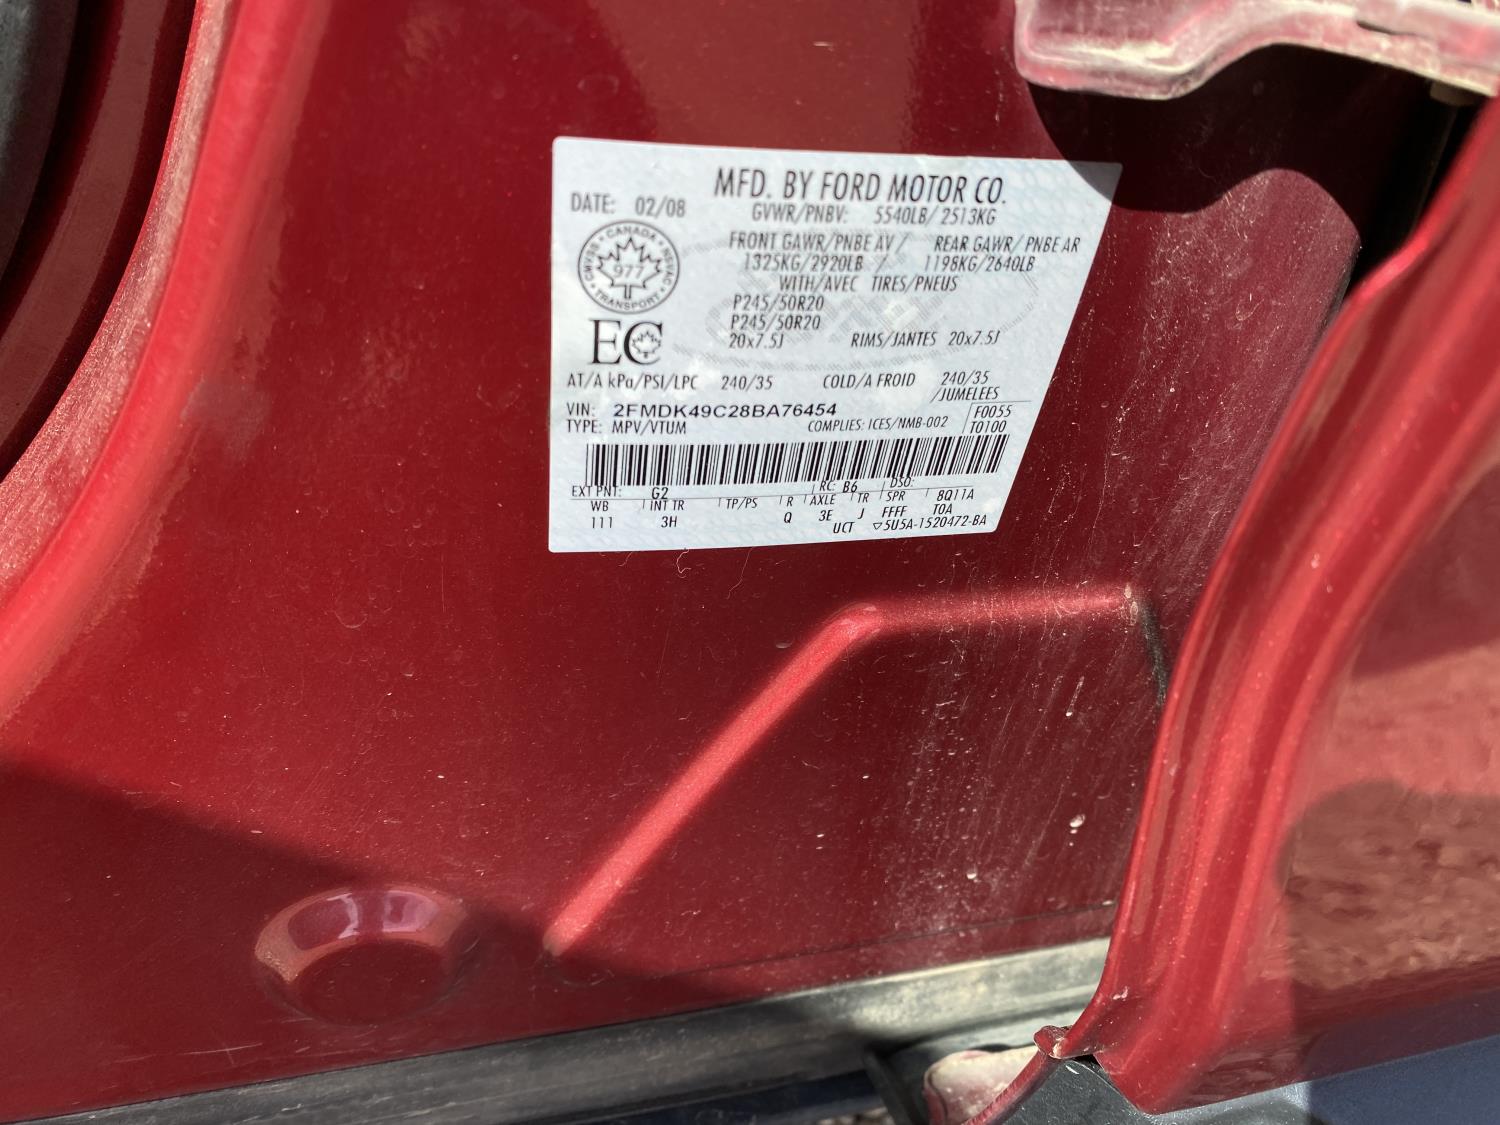 MFD. BY FORD MOTOR CO.
DATE: 02/08
GVWR/PNBV: 5540LB/ 2513KG
FRONT GAWR/PNBE AV / REAR GAWR/ PNBE AR
1325KG/2920LB / 1198KG/2640LB
WITH/AVEC TIRES/PNEUS
P245/50R20
P245/50R20
20x7.5J RIMS/JANTES 20x7.5J
CANADA
CMVSS NSVAC
977
TRANSPORT
EC
AT/A kPa/PSI/LPC 240/35 COLD/A FROID 240/35
/JUMELEES
VIN: 2FMDK49C28BA76454 F0055
TYPE: MPV/VTUM COMPLIES: ICES/NMB-002 T0100
EXT PNT: G2 RC: B6 DSO:
WB INT TR TP/PS R AXLE TR SPR 8Q11A
111 3H Q 3E J FFFF T0A
UCT ▽5U5A-1520472-BA